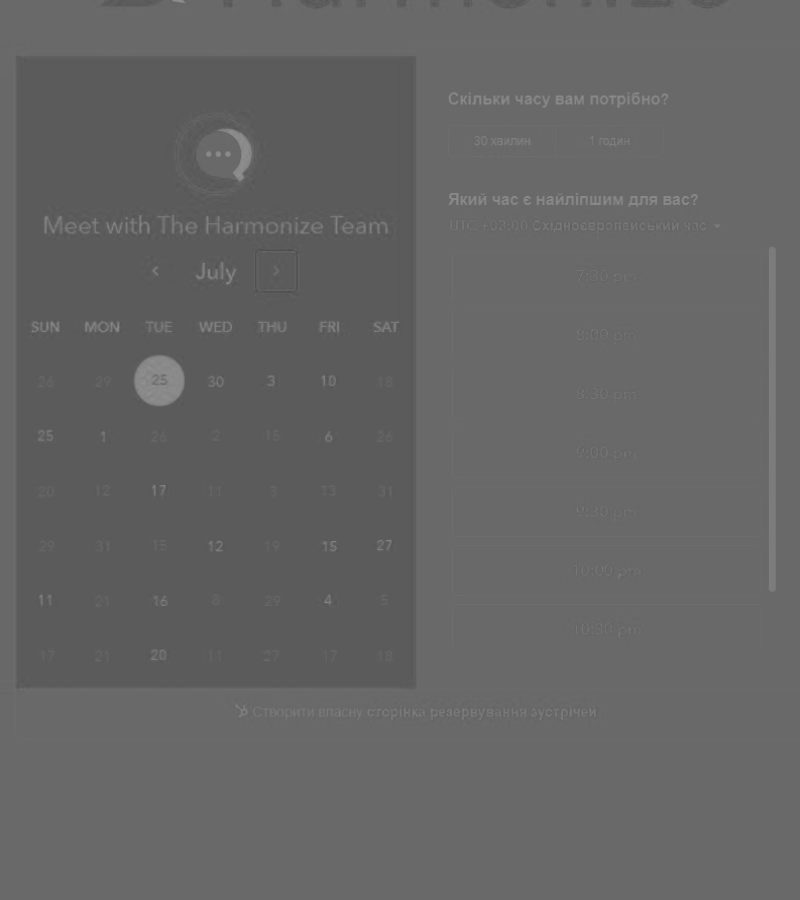 Harmonize
Meet with The Harmonize Team
July
SUN MON TUE WED THU FRI SAT
26 29 25 30 3 10 18
25 1 26 2 15 6 26
20 12 17 11 3 13 31
29 31 15 12 19 15 27
11 21 16 8 29 4 5
17 21 20 11 27 17 18
Скільки часу вам потрібно?
30 хвилин 1 годин
Який час є найліпшим для вас?
UTC +03:00 Східноєвропейський час
7:30 pm
8:00 pm
8:30 pm
9:00 pm
9:30 pm
10:00 pm
10:30 pm
Створити власну сторінка резервування зустрічей